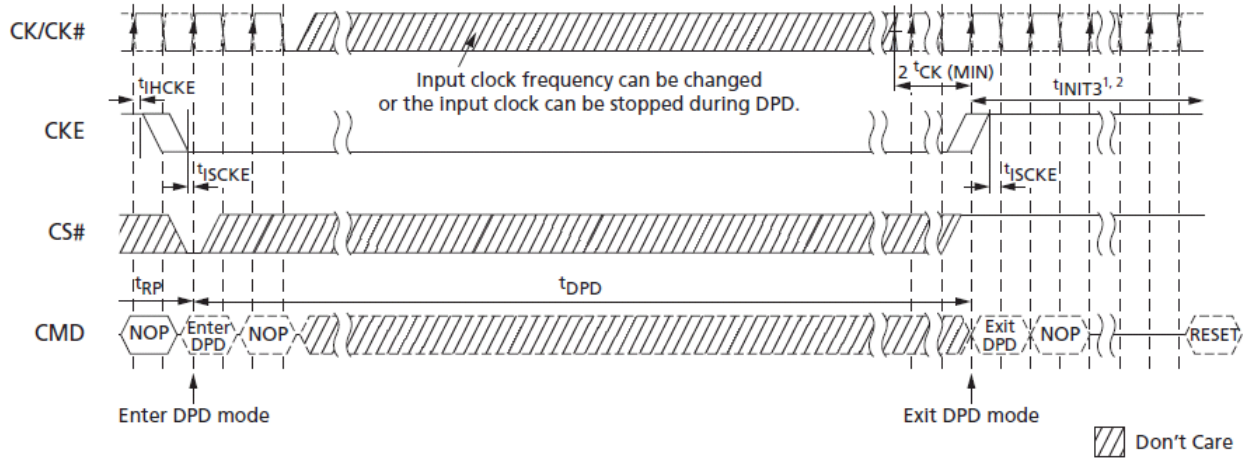 CK/CK#
Input clock frequency can be changed
or the input clock can be stopped during DPD.
2 tCK (MIN)
tIHCKE
tINIT31, 2
CKE
tISCKE
tISCKE
CS#
tRP
tDPD
CMD
NOP
Enter
DPD
NOP
Exit
DPD
NOP
RESET
Enter DPD mode
Exit DPD mode
Don't Care